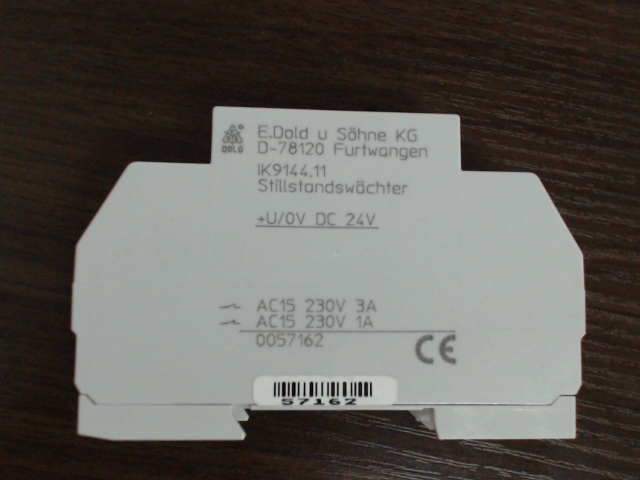 E.Dold u Söhne KG
D-78120 Furtwangen
DOLD
IK9144.11
Stillstandswächter
+U/0V DC 24V
AC15 230V 3A
AC15 230V 1A
0057162
CE
57162